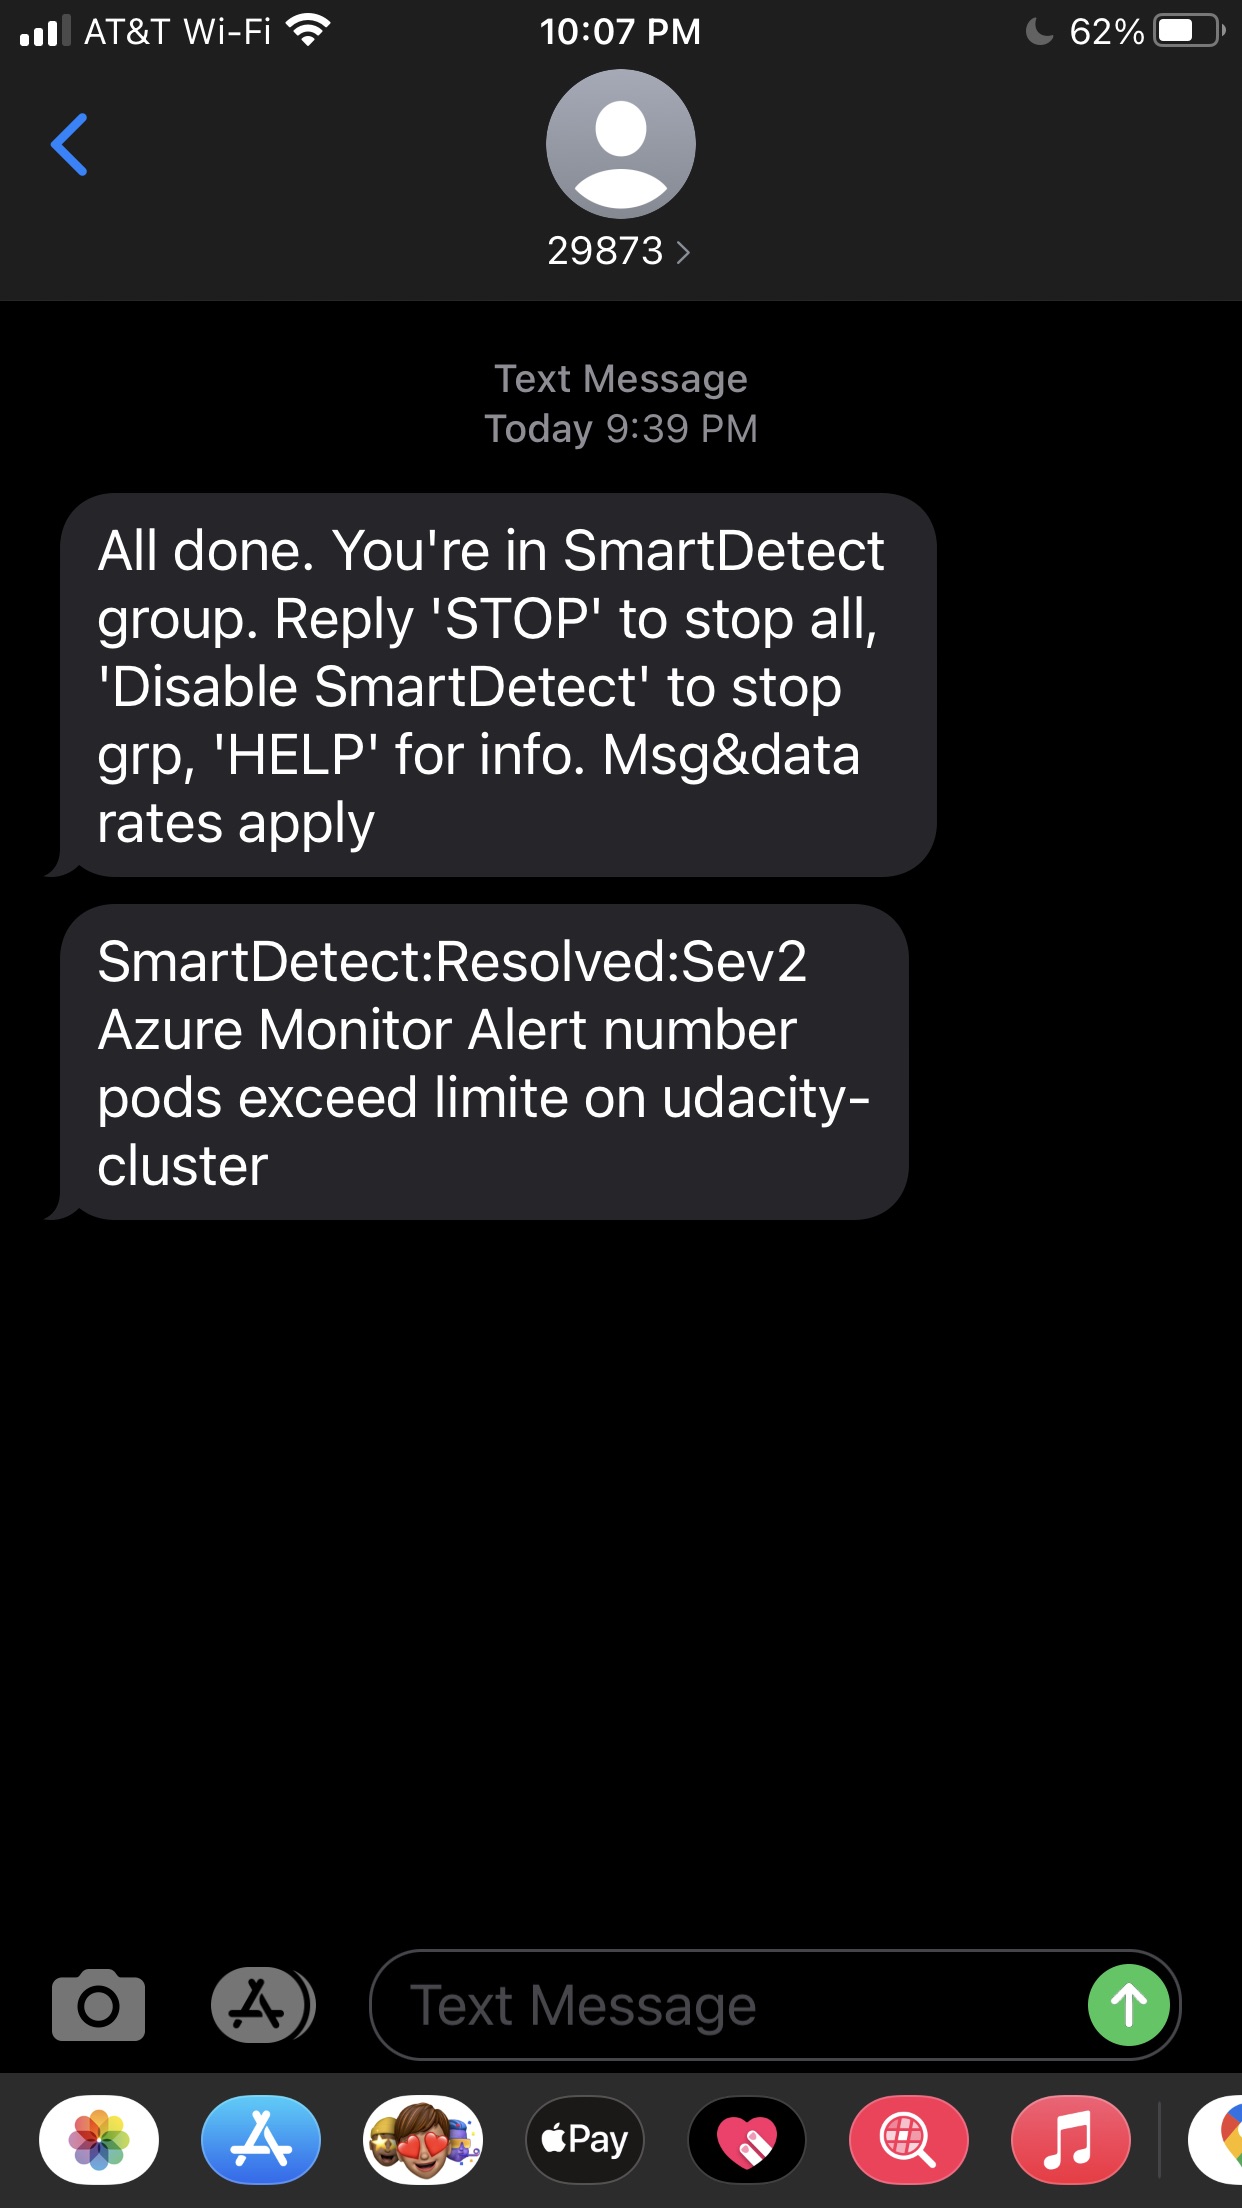 AT&T Wi-Fi 10:07 PM 62%
29873
Text Message
Today 9:39 PM
All done. You're in SmartDetect
group. Reply 'STOP' to stop all,
'Disable SmartDetect' to stop
grp, 'HELP' for info. Msg&data
rates apply
SmartDetect:Resolved:Sev2
Azure Monitor Alert number
pods exceed limite on udacity-
cluster
Text Message
Pay